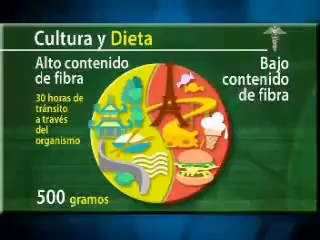 Cultura y Dieta
Alto contenido
de fibra
30 horas de
tránsito
a través
del
organismo
500 gramos
Bajo
contenido
de fibra